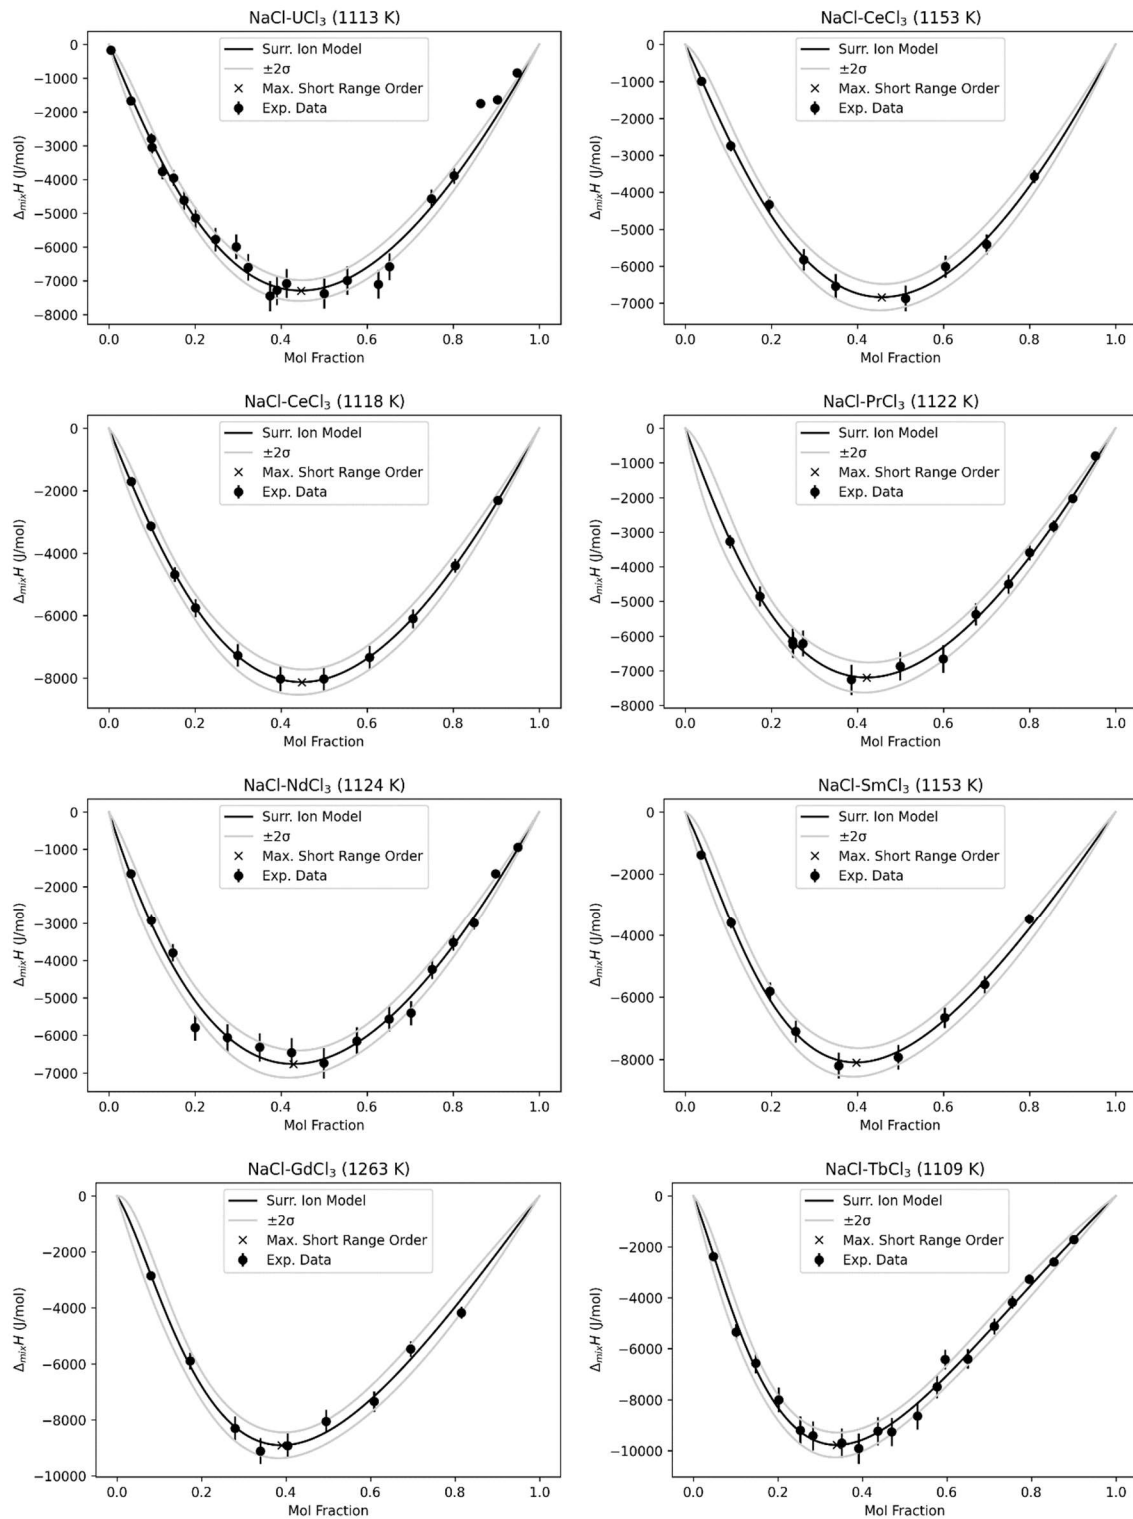 NaCl-UCl₃ (1113 K)
Surr. Ion Model
±2σ
Max. Short Range Order
Exp. Data
0
−1000
−2000
−3000
−4000
−5000
−6000
−7000
−8000
ΔmixH (J/mol)
0.0 0.2 0.4 0.6 0.8 1.0
Mol Fraction
NaCl-CeCl₃ (1153 K)
Surr. Ion Model
±2σ
Max. Short Range Order
Exp. Data
0
−1000
−2000
−3000
−4000
−5000
−6000
−7000
ΔmixH (J/mol)
0.0 0.2 0.4 0.6 0.8 1.0
Mol Fraction
NaCl-CeCl₃ (1118 K)
Surr. Ion Model
±2σ
Max. Short Range Order
Exp. Data
0
−2000
−4000
−6000
−8000
ΔmixH (J/mol)
0.0 0.2 0.4 0.6 0.8 1.0
Mol Fraction
NaCl-PrCl₃ (1122 K)
Surr. Ion Model
±2σ
Max. Short Range Order
Exp. Data
0
−1000
−2000
−3000
−4000
−5000
−6000
−7000
−8000
ΔmixH (J/mol)
0.0 0.2 0.4 0.6 0.8 1.0
Mol Fraction
NaCl-NdCl₃ (1124 K)
Surr. Ion Model
±2σ
Max. Short Range Order
Exp. Data
0
−1000
−2000
−3000
−4000
−5000
−6000
−7000
ΔmixH (J/mol)
0.0 0.2 0.4 0.6 0.8 1.0
Mol Fraction
NaCl-SmCl₃ (1153 K)
Surr. Ion Model
±2σ
Max. Short Range Order
Exp. Data
0
−2000
−4000
−6000
−8000
ΔmixH (J/mol)
0.0 0.2 0.4 0.6 0.8 1.0
Mol Fraction
NaCl-GdCl₃ (1263 K)
Surr. Ion Model
±2σ
Max. Short Range Order
Exp. Data
0
−2000
−4000
−6000
−8000
−10000
ΔmixH (J/mol)
0.0 0.2 0.4 0.6 0.8 1.0
Mol Fraction
NaCl-TbCl₃ (1109 K)
Surr. Ion Model
±2σ
Max. Short Range Order
Exp. Data
0
−2000
−4000
−6000
−8000
−10000
ΔmixH (J/mol)
0.0 0.2 0.4 0.6 0.8 1.0
Mol Fraction